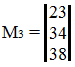 M₃ = |23|
|34|
|38|